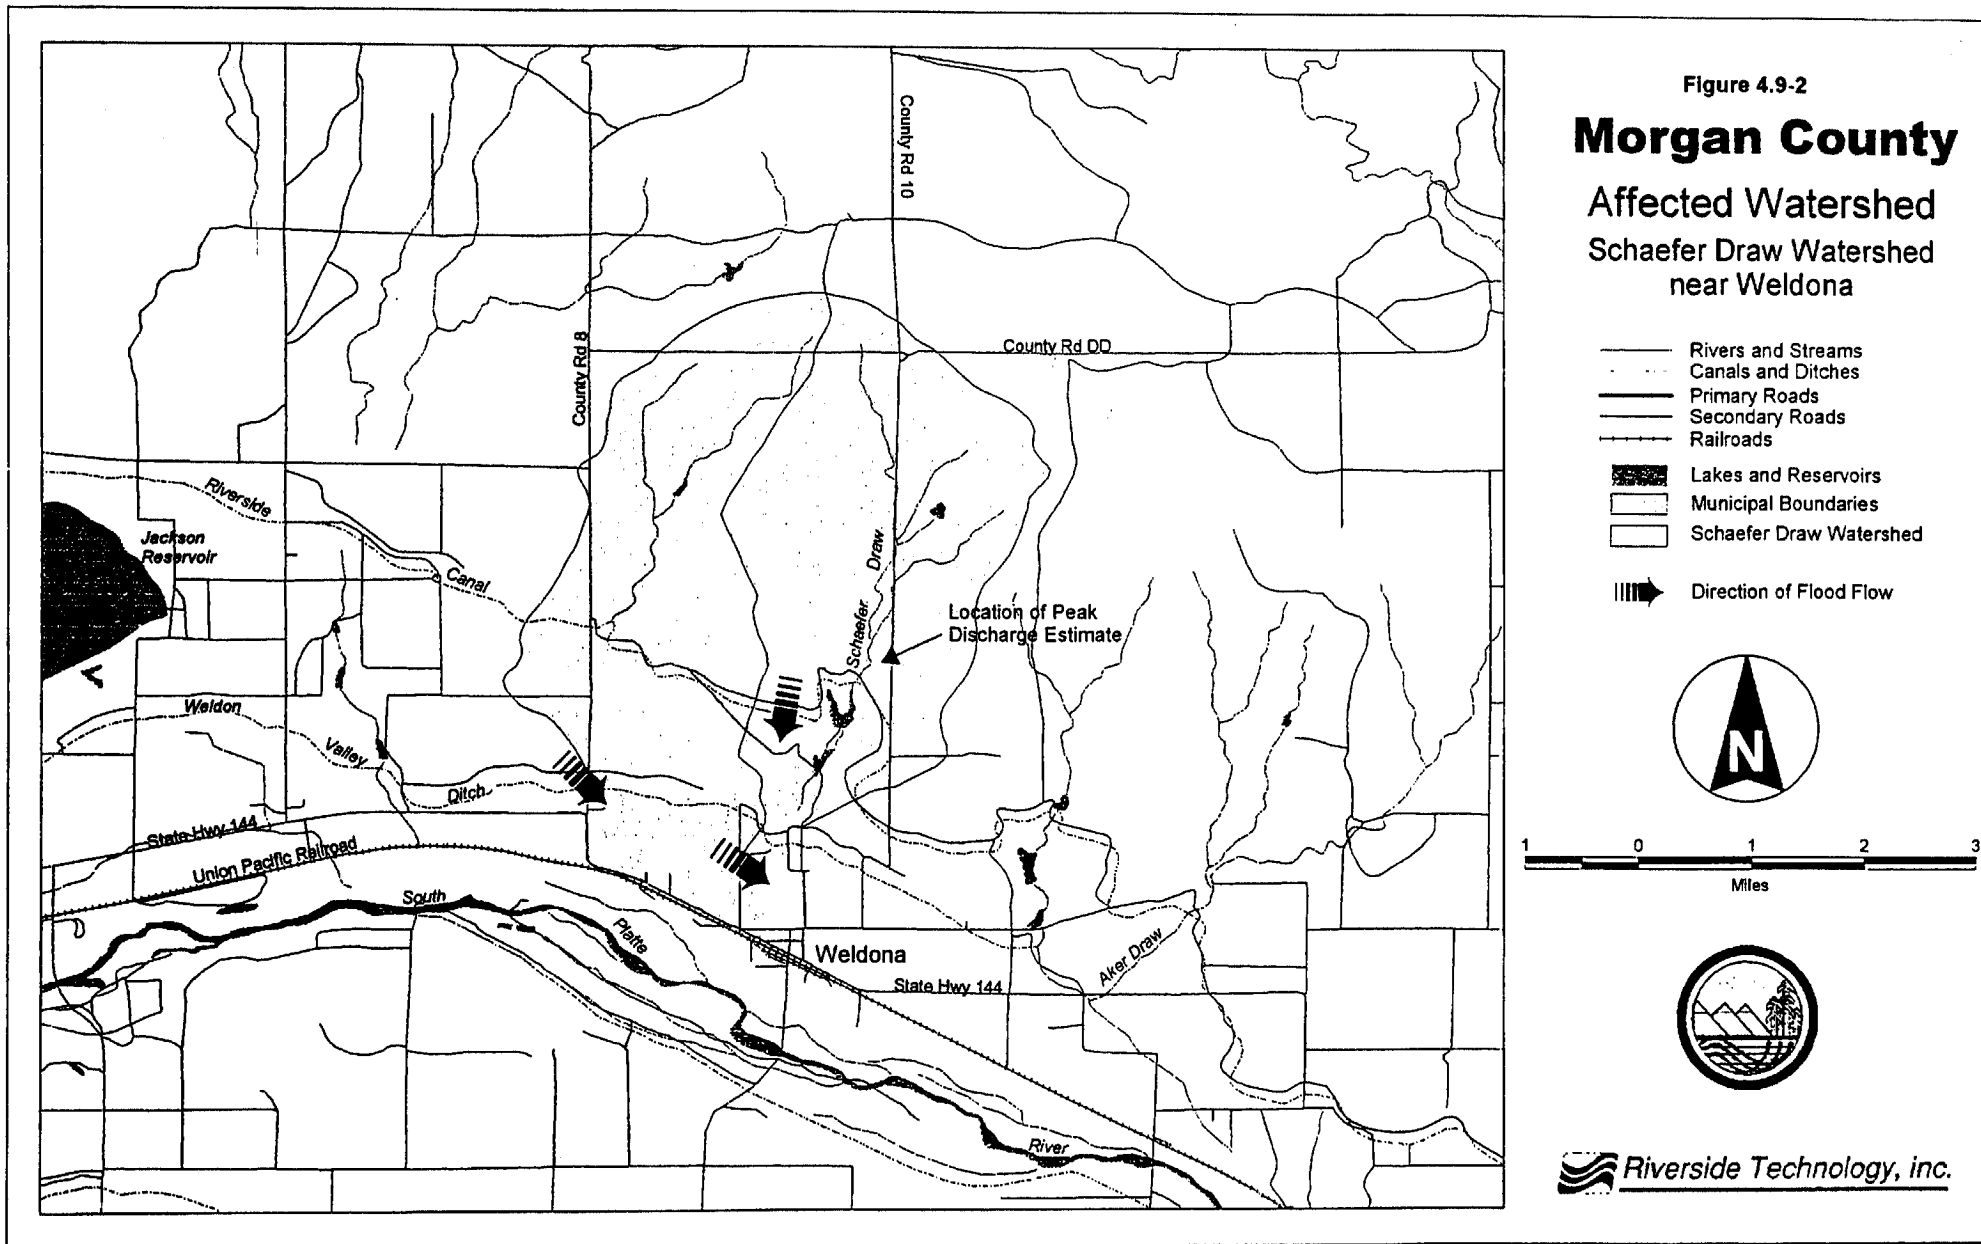 Figure 4.9-2
Morgan County
Affected Watershed
Schaefer Draw Watershed
near Weldona
Rivers and Streams
Canals and Ditches
Primary Roads
Secondary Roads
Railroads
Lakes and Reservoirs
Municipal Boundaries
Schaefer Draw Watershed
Direction of Flood Flow
N
1 0 1 2 3
Miles
Riverside Technology, inc.
County Rd 10
County Rd 8
County Rd DD
Riverside
Canal
Jackson
Reservoir
Schaefer Draw
Location of Peak
Discharge Estimate
Weldon
Valley
Ditch
State Hwy 144
Union Pacific Railroad
South
Platte
River
Weldona
State Hwy 144
Aker Draw